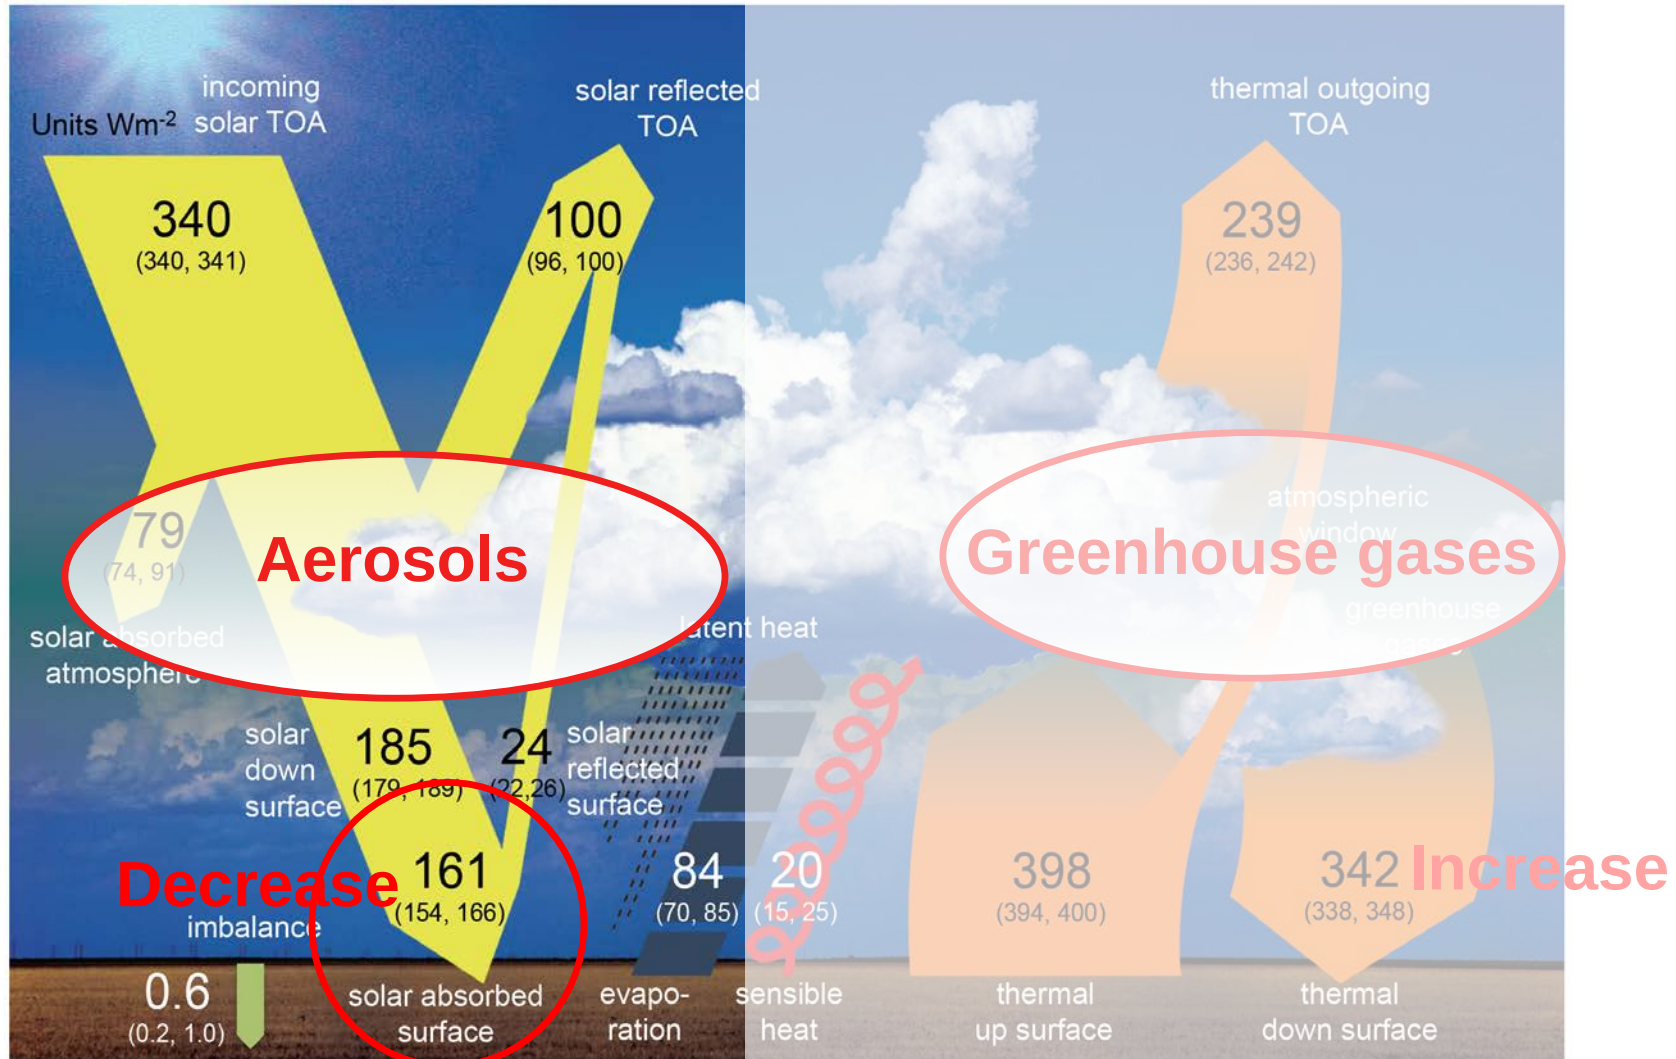 incoming
solar TOA
Units Wm-2
solar reflected
TOA
thermal outgoing
TOA
340
(340, 341)
100
(96, 100)
239
(236, 242)
79
(74, 91)
Aerosols
atmospheric
window
Greenhouse gases
greenhouse
solar absorbed
atmosphere
latent heat
solar
down
surface
185
(179, 189)
24
(22,26)
solar
reflected
surface
Decrease
161
(154, 166)
84
(70, 85)
20
(15, 25)
398
(394, 400)
342
(338, 348)
Increase
imbalance
0.6
(0.2, 1.0)
solar absorbed
surface
evapo-
ration
sensible
heat
thermal
up surface
thermal
down surface